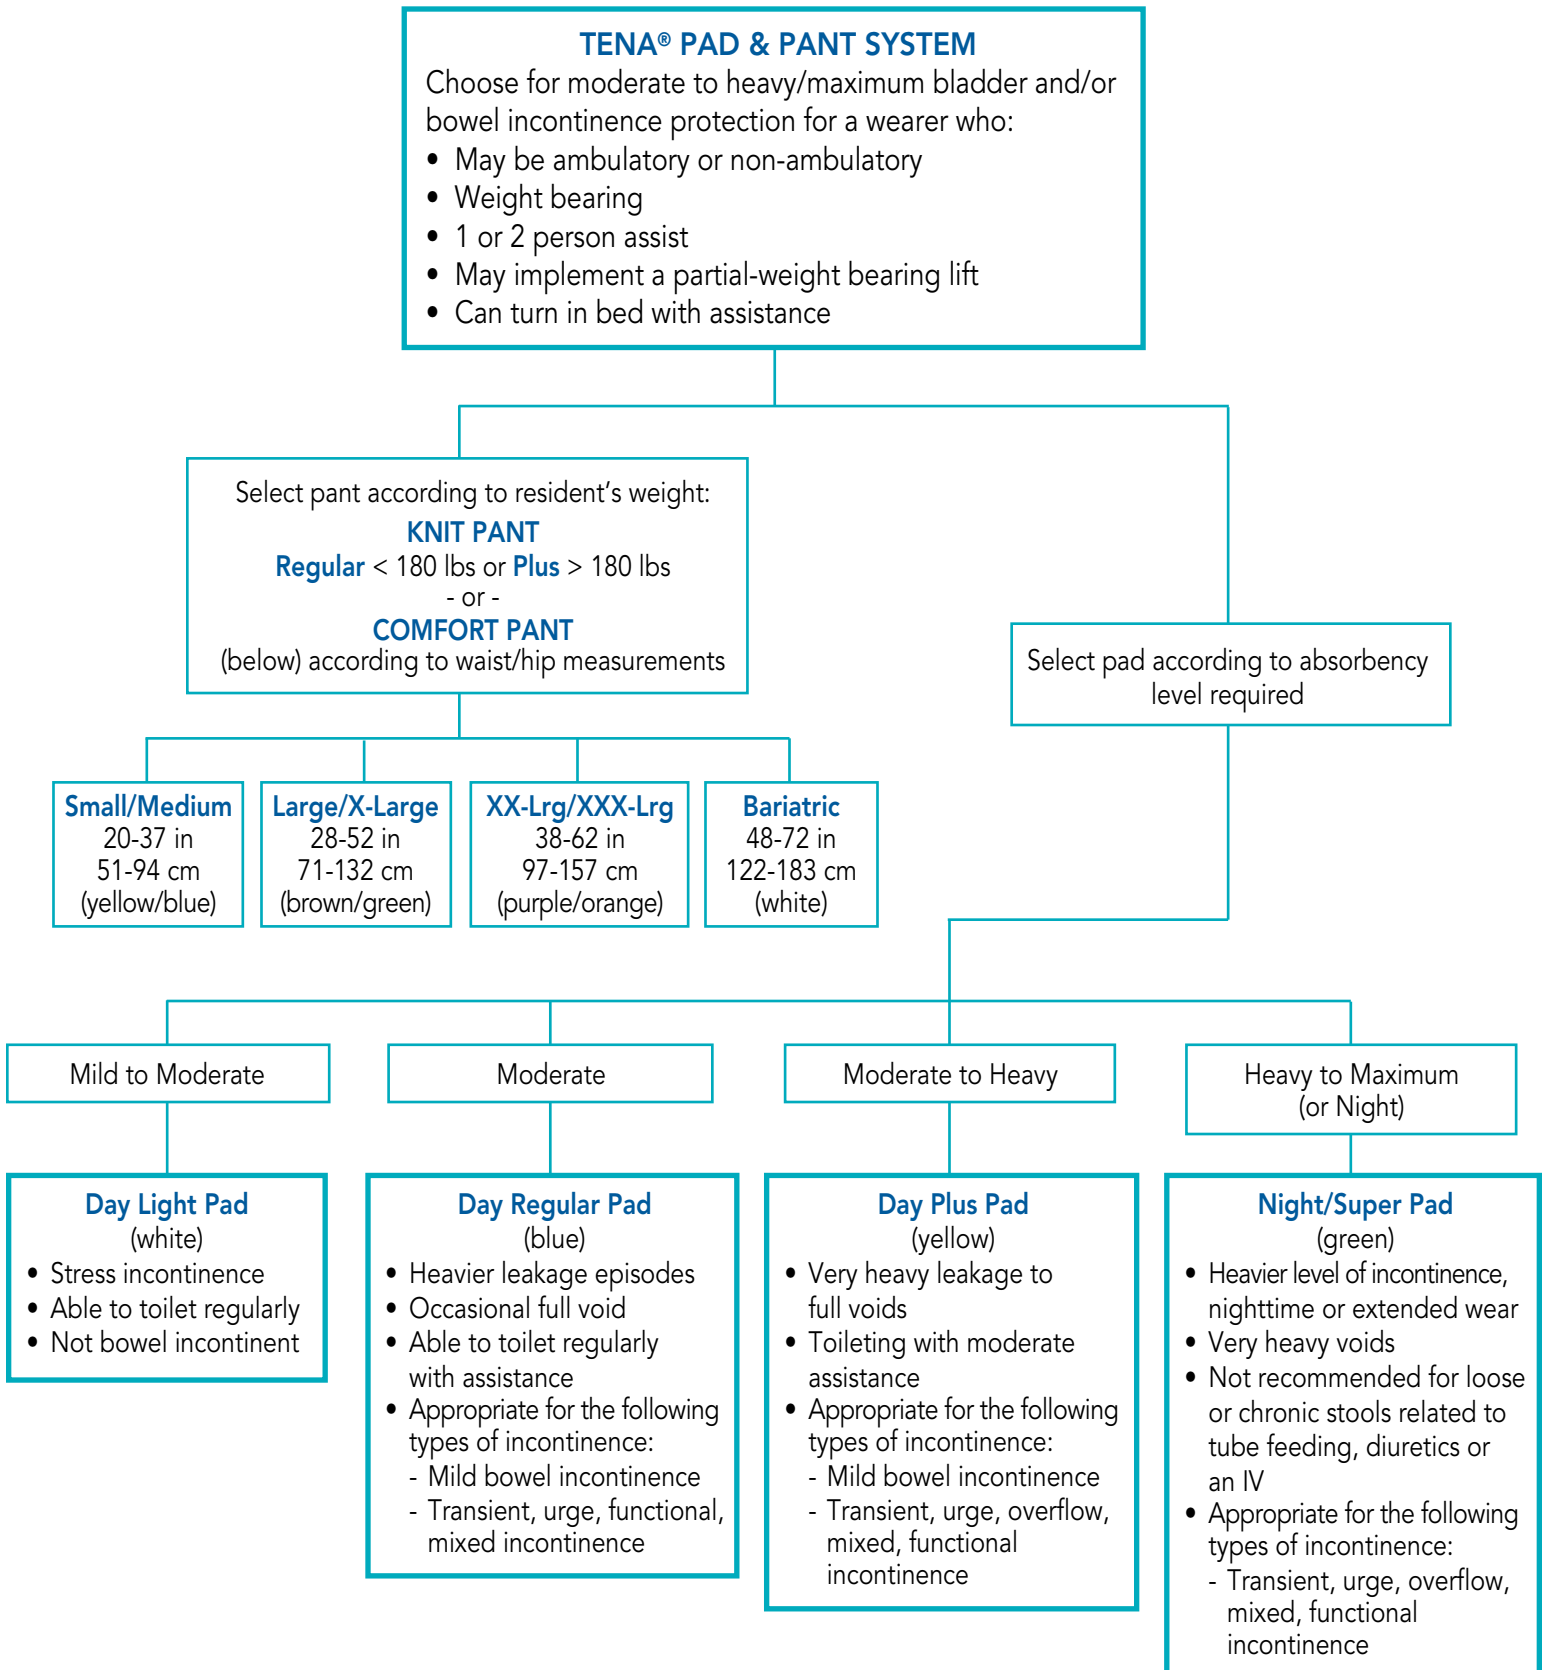 TENA® PAD & PANT SYSTEM
Choose for moderate to heavy/maximum bladder and/or
bowel incontinence protection for a wearer who:
• May be ambulatory or non-ambulatory
• Weight bearing
• 1 or 2 person assist
• May implement a partial-weight bearing lift
• Can turn in bed with assistance
Select pant according to resident's weight:
KNIT PANT
Regular < 180 lbs or Plus > 180 lbs
- or -
COMFORT PANT
(below) according to waist/hip measurements
Select pad according to absorbency
level required
Small/Medium
20-37 in
51-94 cm
(yellow/blue)
Large/X-Large
28-52 in
71-132 cm
(brown/green)
XX-Lrg/XXX-Lrg
38-62 in
97-157 cm
(purple/orange)
Bariatric
48-72 in
122-183 cm
(white)
Mild to Moderate
Moderate
Moderate to Heavy
Heavy to Maximum
(or Night)
Day Light Pad
(white)
• Stress incontinence
• Able to toilet regularly
• Not bowel incontinent
Day Regular Pad
(blue)
• Heavier leakage episodes
• Occasional full void
• Able to toilet regularly
with assistance
• Appropriate for the following
types of incontinence:
- Mild bowel incontinence
- Transient, urge, functional,
mixed incontinence
Day Plus Pad
(yellow)
• Very heavy leakage to
full voids
• Toileting with moderate
assistance
• Appropriate for the following
types of incontinence:
- Mild bowel incontinence
- Transient, urge, overflow,
mixed, functional
incontinence
Night/Super Pad
(green)
• Heavier level of incontinence,
nighttime or extended wear
• Very heavy voids
• Not recommended for loose
or chronic stools related to
tube feeding, diuretics or
an IV
• Appropriate for the following
types of incontinence:
- Transient, urge, overflow,
mixed, functional
incontinence